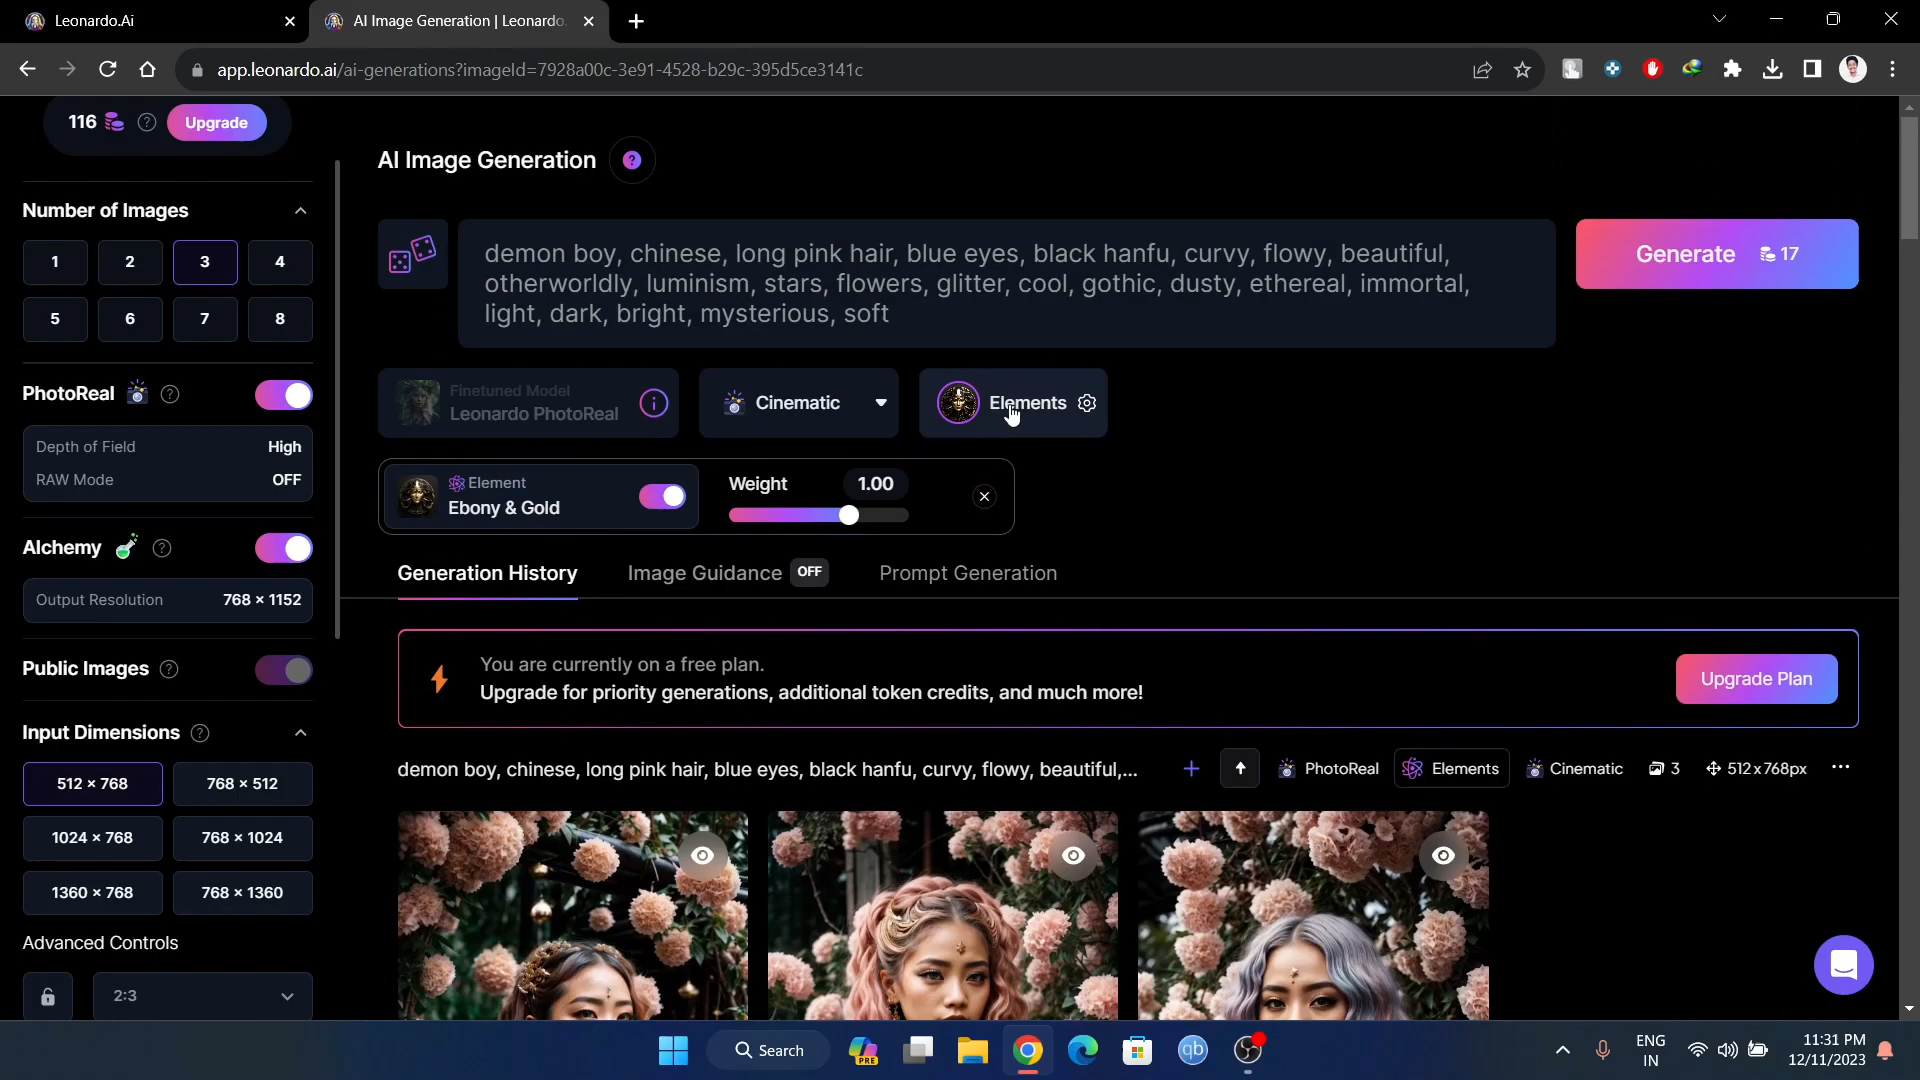 Leonardo.Ai
AI Image Generation | Leonardo.
app.leonardo.ai/ai-generations?imageId=7928a00c-3e91-4528-b29c-395d5ce3141c
116
Upgrade
Number of Images
1
2
3
4
5
6
7
8
PhotoReal
Depth of Field High
RAW Mode OFF
Alchemy
Output Resolution 768 × 1152
Public Images
Input Dimensions
512 × 768
768 × 512
1024 × 768
768 × 1024
1360 × 768
768 × 1360
Advanced Controls
2:3
AI Image Generation
?
demon boy, chinese, long pink hair, blue eyes, black hanfu, curvy, flowy, beautiful,
otherworldly, luminism, stars, flowers, glitter, cool, gothic, dusty, ethereal, immortal,
light, dark, bright, mysterious, soft
Generate 17
Finetuned Model
Leonardo PhotoReal
Cinematic
Elements
Element
Ebony & Gold
Weight 1.00
Generation History
Image Guidance OFF
Prompt Generation
You are currently on a free plan.
Upgrade for priority generations, additional token credits, and much more!
Upgrade Plan
demon boy, chinese, long pink hair, blue eyes, black hanfu, curvy, flowy, beautiful,...
PhotoReal
Elements
Cinematic
3
512 x 768px
Search
PRE
qb
ENG
IN
11:31 PM
12/11/2023